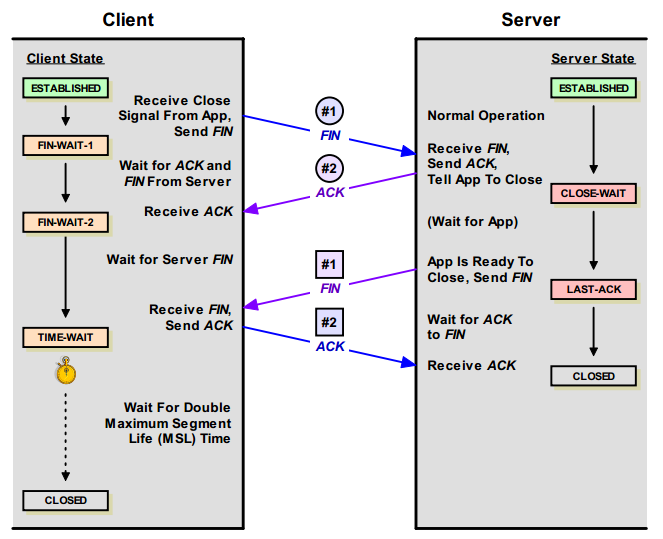 Client
Server
Client State
Server State
ESTABLISHED
ESTABLISHED
Receive Close
Signal From App,
Send FIN
#1
FIN
Normal Operation
FIN-WAIT-1
Receive FIN,
Send ACK,
Tell App To Close
Wait for ACK and
FIN From Server
#2
ACK
CLOSE-WAIT
Receive ACK
FIN-WAIT-2
(Wait for App)
Wait for Server FIN
#1
FIN
App Is Ready To
Close, Send FIN
LAST-ACK
Receive FIN,
Send ACK
#2
ACK
Wait for ACK
to FIN
TIME-WAIT
Receive ACK
CLOSED
Wait For Double
Maximum Segment
Life (MSL) Time
CLOSED